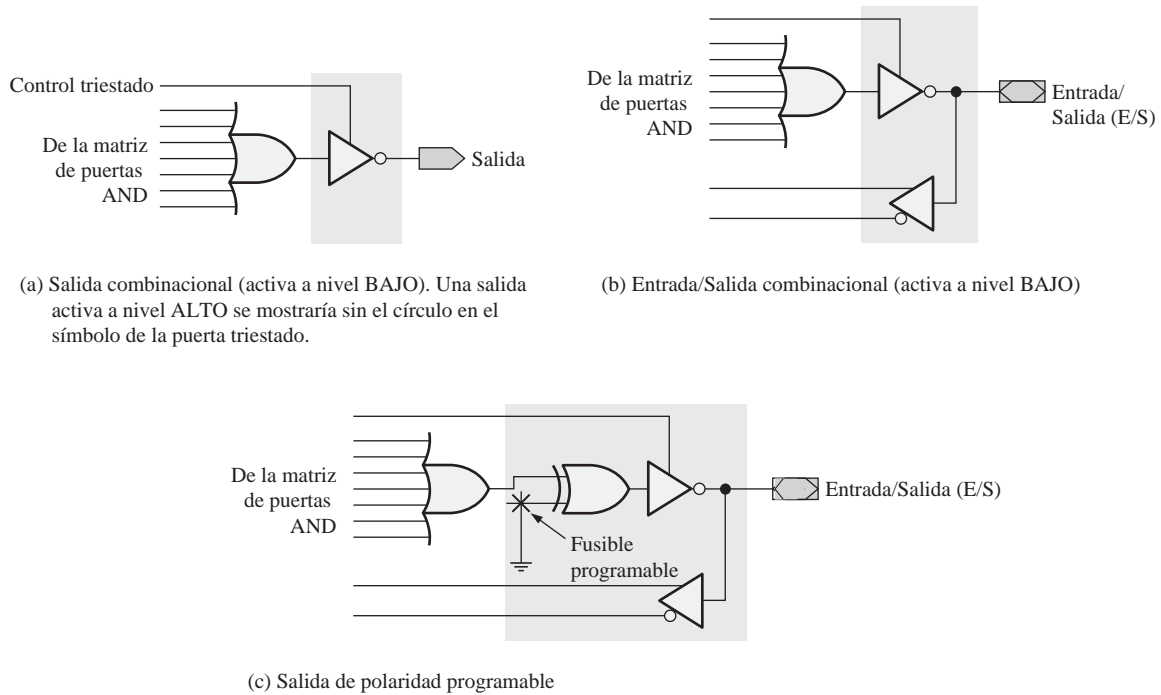 Control triestado
De la matriz
de puertas
AND
Salida
(a) Salida combinacional (activa a nivel BAJO). Una salida
activa a nivel ALTO se mostraría sin el círculo en el
símbolo de la puerta triestado.
De la matriz
de puertas
AND
Entrada/
Salida (E/S)
(b) Entrada/Salida combinacional (activa a nivel BAJO)
De la matriz
de puertas
AND
Fusible
programable
Entrada/Salida (E/S)
(c) Salida de polaridad programable